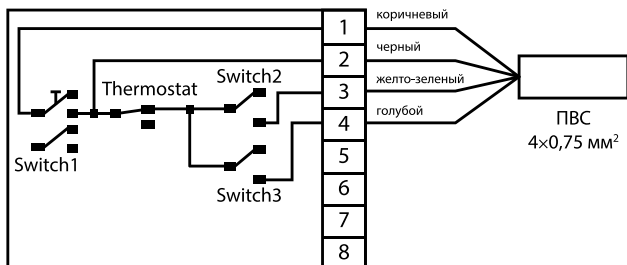 1 коричневый
2 черный
Thermostat
Switch2
3 желто-зеленый
4 голубой
ПВС
4×0,75 мм²
5
Switch1
Switch3
6
7
8